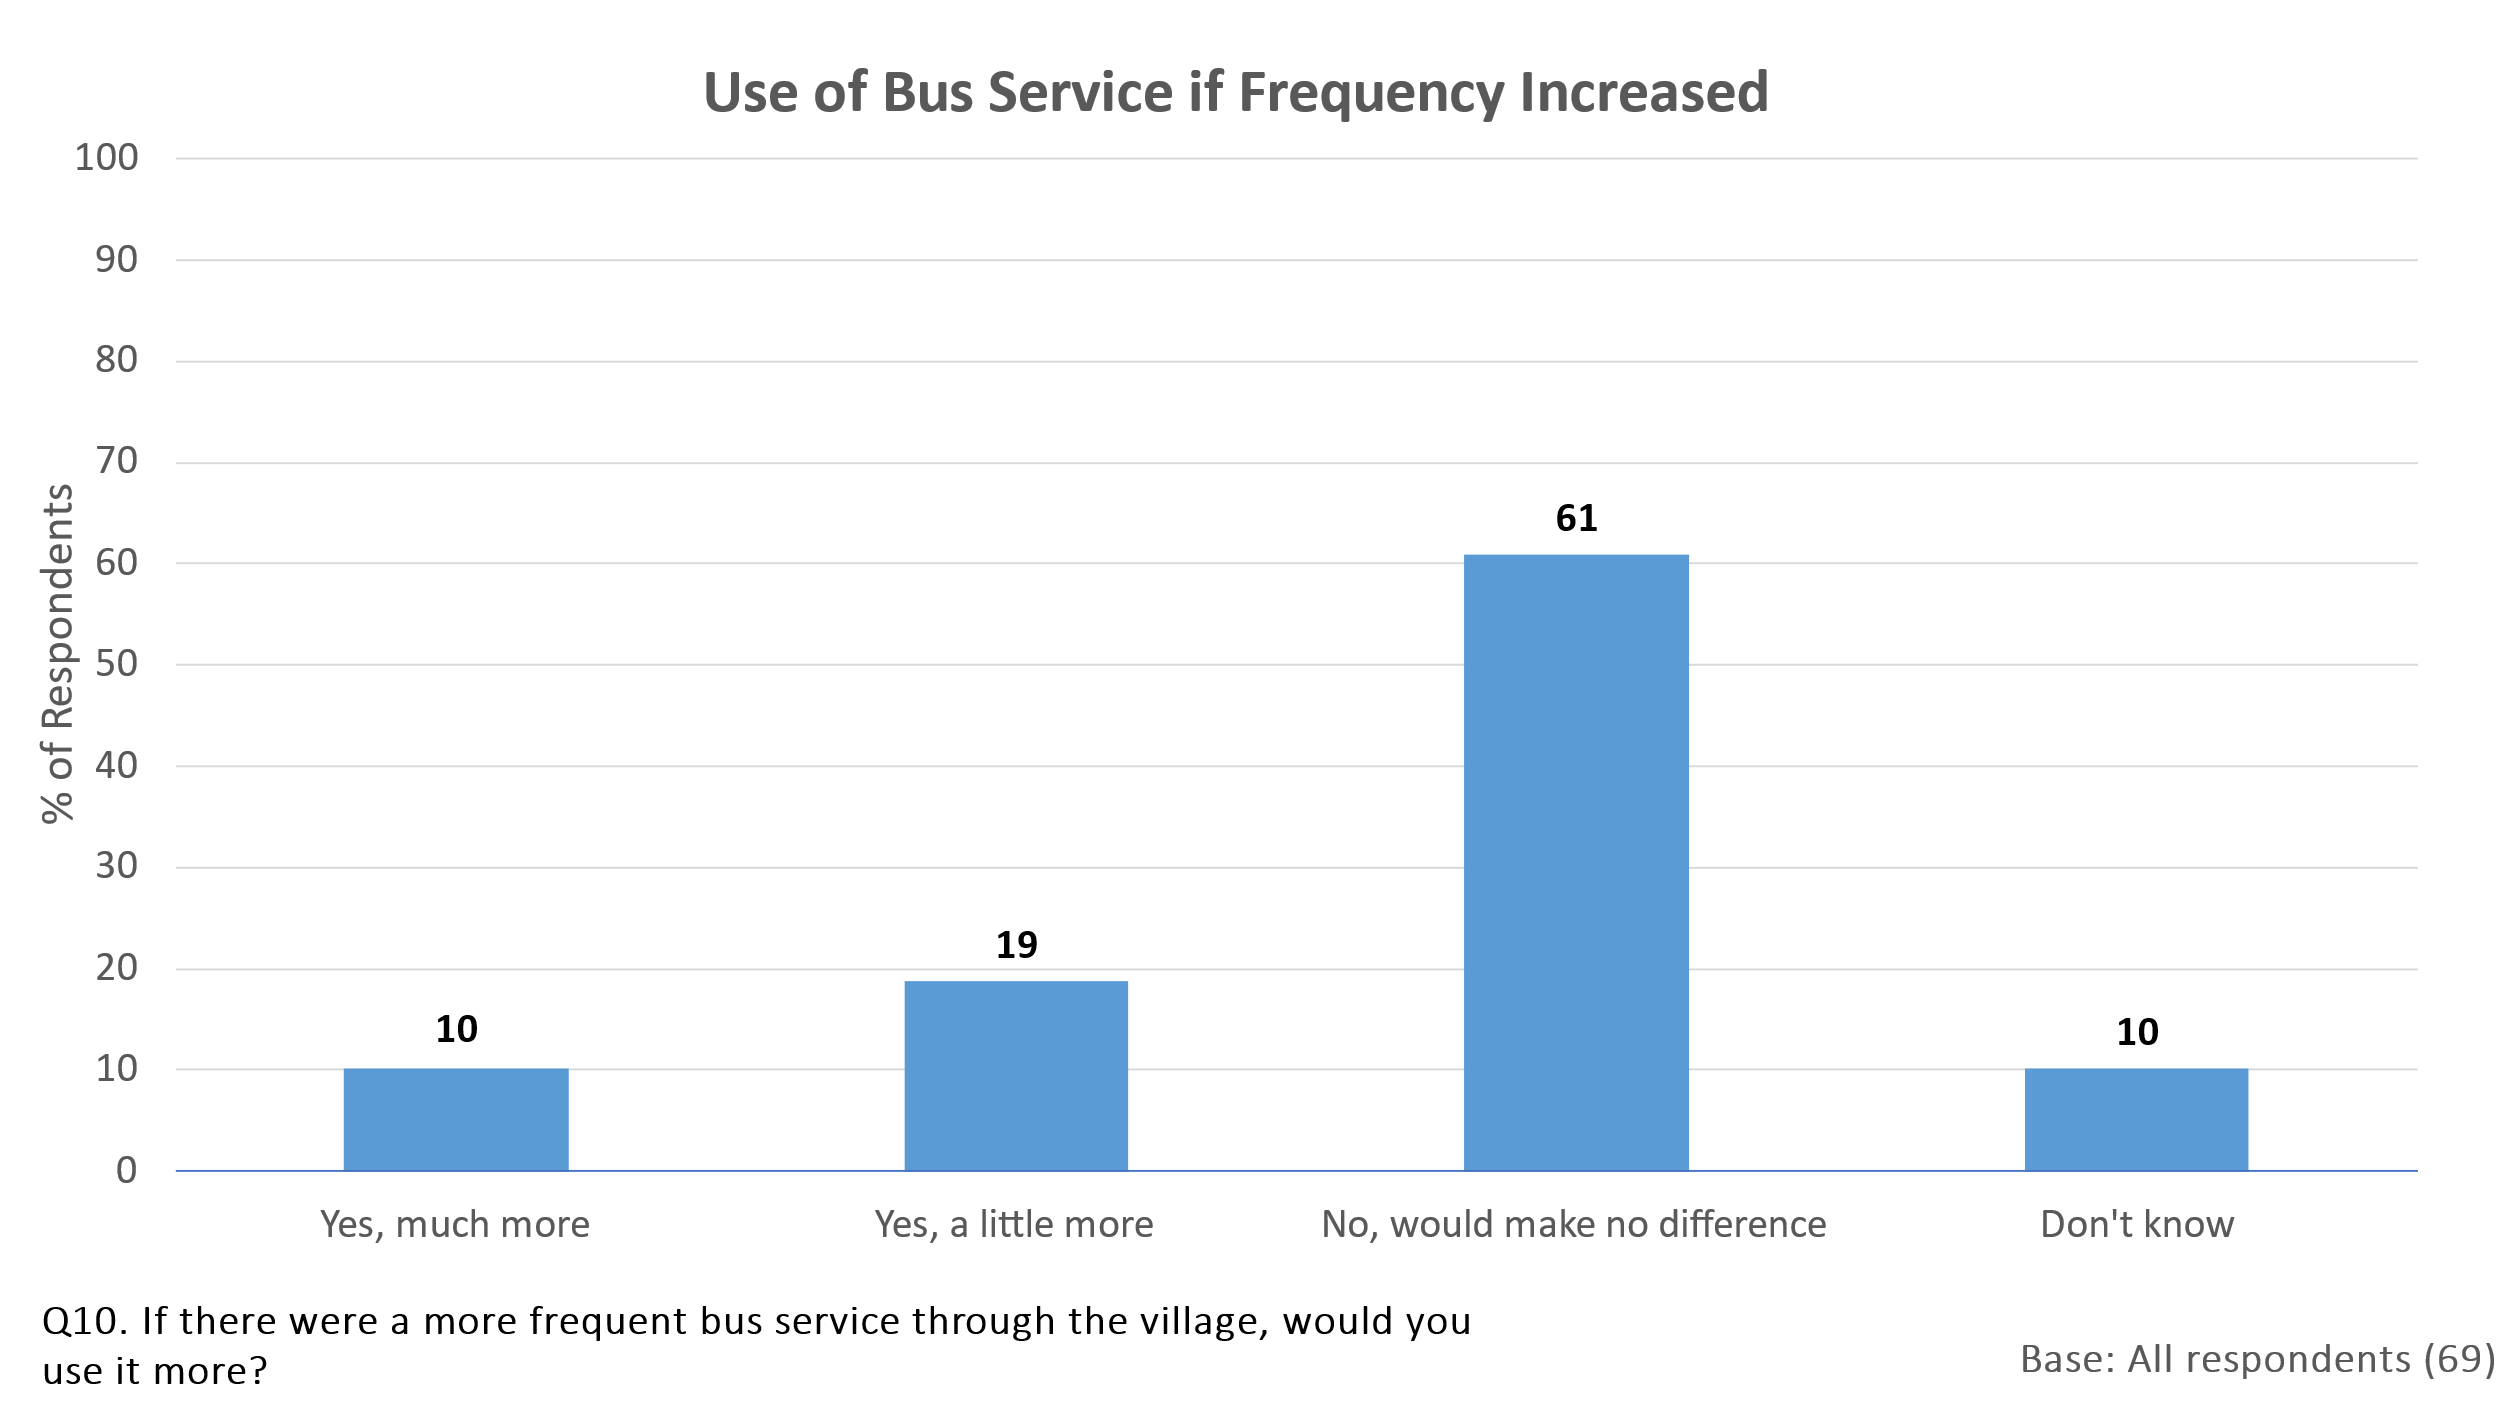 Use of Bus Service if Frequency Increased
% of Respondents
100
90
80
70
60
50
40
30
20
10
0
10
19
61
10
Yes, much more
Yes, a little more
No, would make no difference
Don't know
Q10. If there were a more frequent bus service through the village, would you
use it more?
Base: All respondents (69)